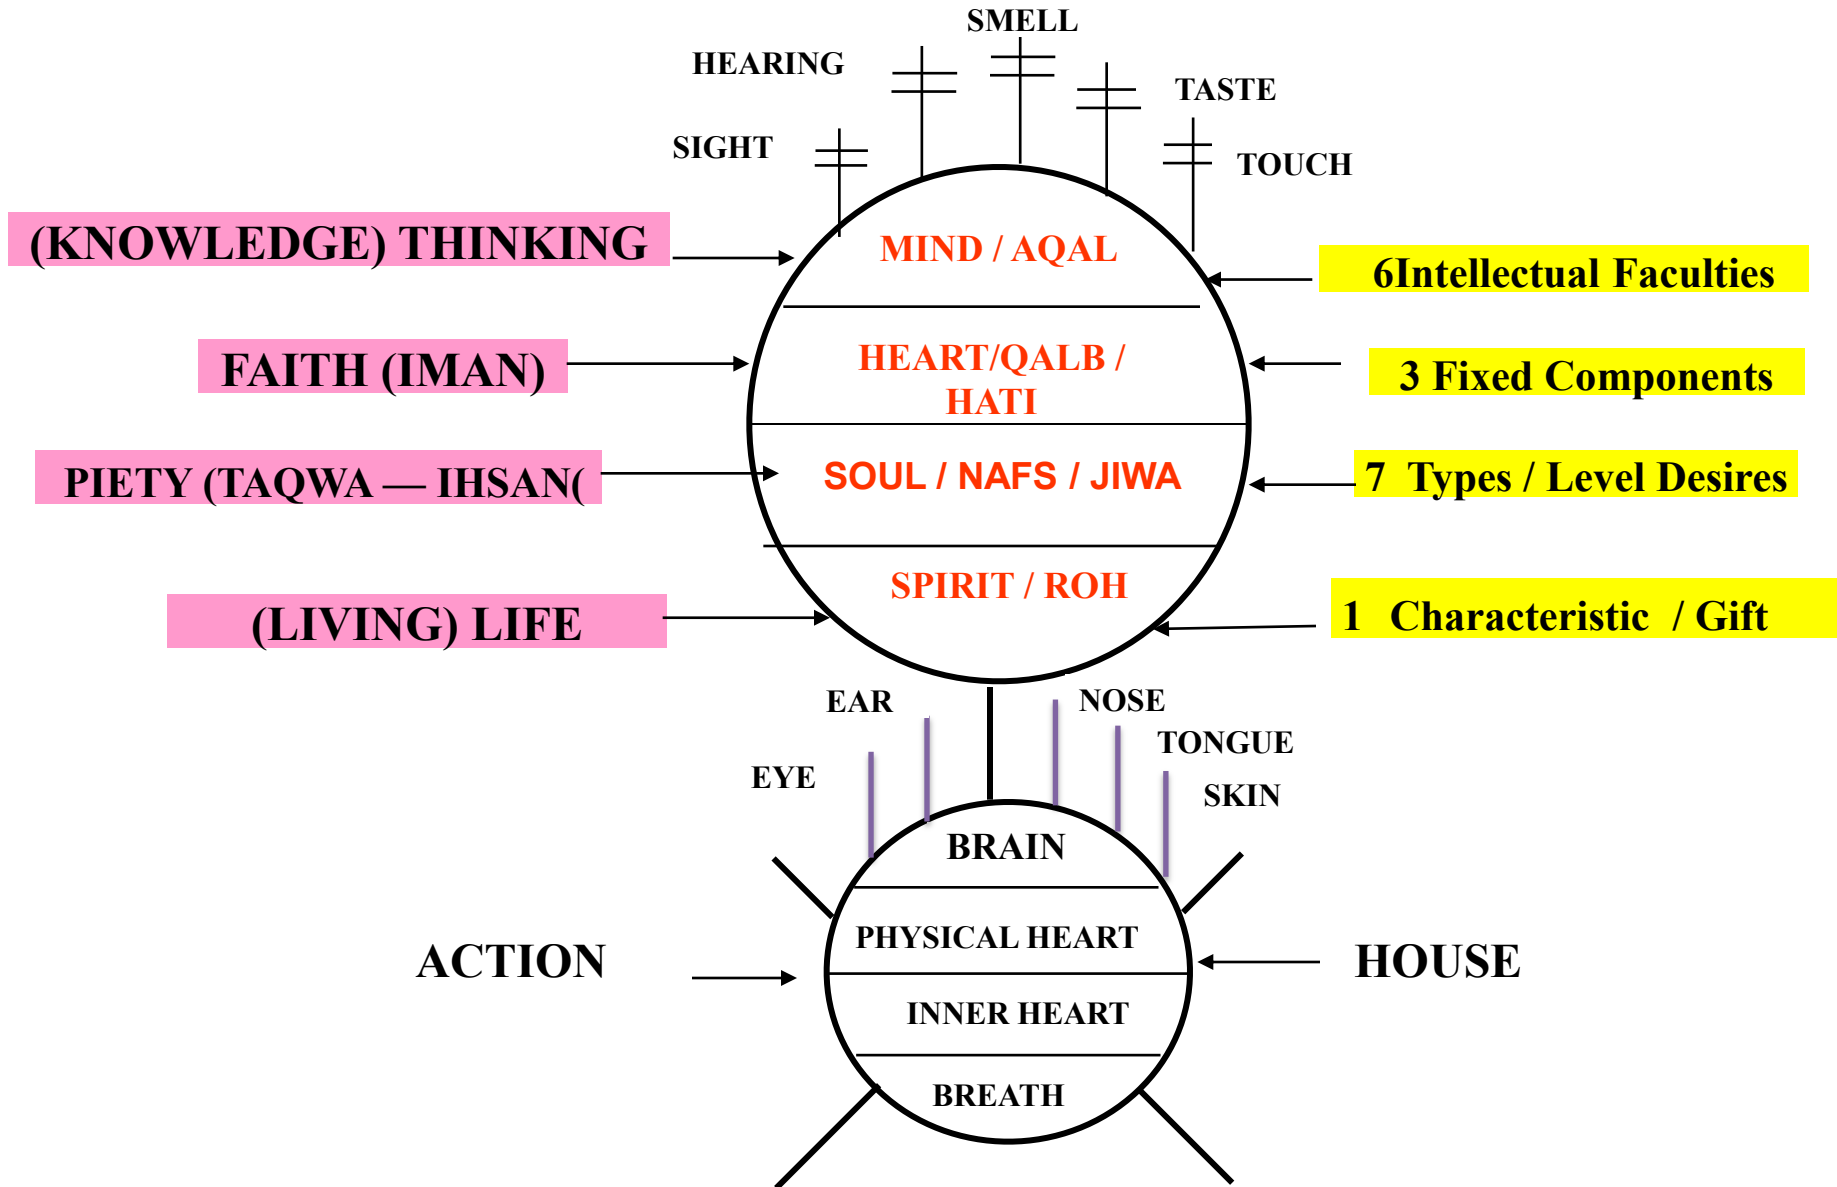 SMELL
HEARING
TASTE
SIGHT
TOUCH
(KNOWLEDGE) THINKING
MIND / AQAL
6Intellectual Faculties
FAITH (IMAN)
HEART/QALB /
HATI
3 Fixed Components
PIETY (TAQWA — IHSAN(
SOUL / NAFS / JIWA
7 Types / Level Desires
(LIVING) LIFE
SPIRIT / ROH
1 Characteristic / Gift
EAR
NOSE
TONGUE
EYE
SKIN
BRAIN
ACTION
PHYSICAL HEART
HOUSE
INNER HEART
BREATH